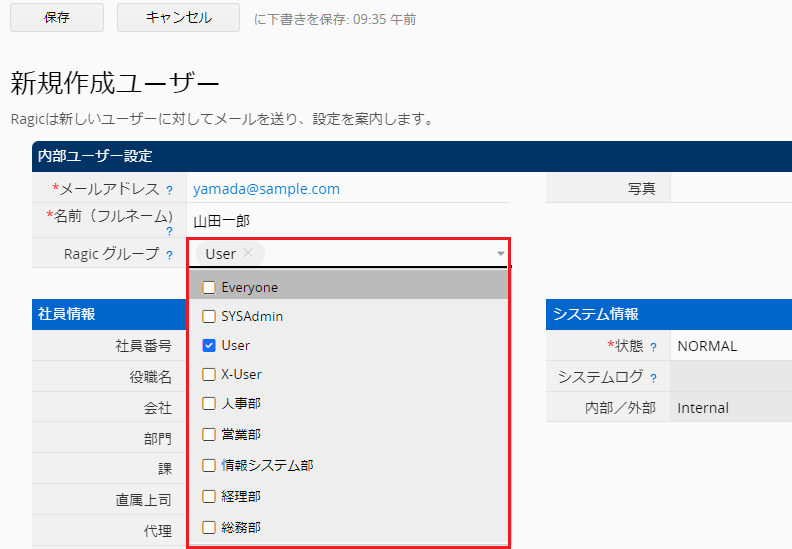 保存 キャンセル に下書きを保存: 09:35 午前
新規作成ユーザー
Ragicは新しいユーザーに対してメールを送り、設定を案内します。
内部ユーザー設定
*メールアドレス ? yamada@sample.com 写真
*名前（フルネーム) ? 山田一郎
Ragic グループ ? User ×
Everyone
社員情報 SYSAdmin システム情報
社員番号 User *状態 ? NORMAL
役職名 X-User システムログ ?
会社 人事部 内部／外部 Internal
部門 営業部
課 情報システム部
直属上司 経理部
代理 総務部